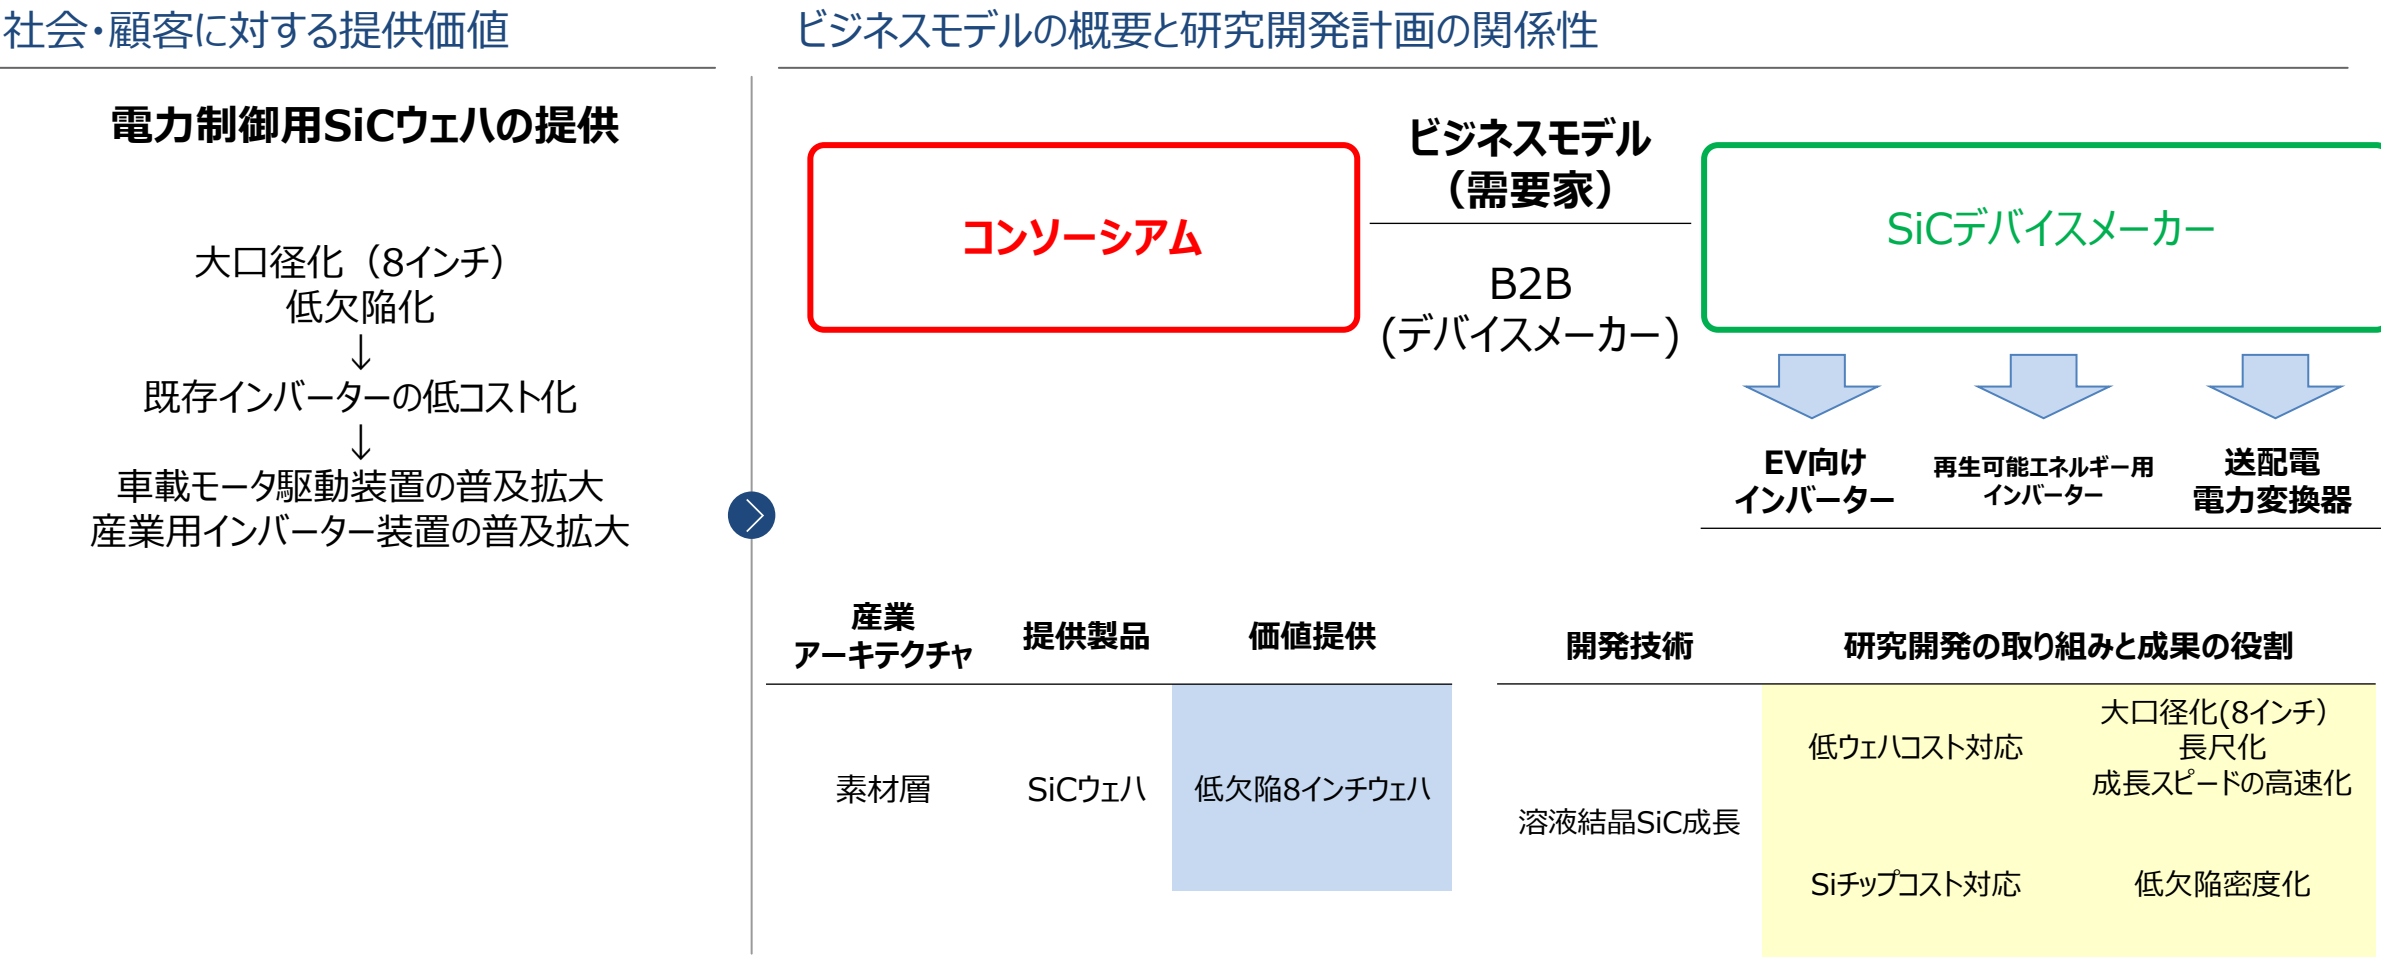 社会・顧客に対する提供価値
ビジネスモデルの概要と研究開発計画の関係性
電力制御用SiCウェハの提供
大口径化（8インチ）
低欠陥化
↓
既存インバーターの低コスト化
↓
車載モータ駆動装置の普及拡大
産業用インバーター装置の普及拡大
コンソーシアム
ビジネスモデル
（需要家）
B2B
(デバイスメーカー)
SiCデバイスメーカー
EV向け
インバーター
再生可能エネルギー用
インバーター
送配電
電力変換器
産業
アーキテクチャ
提供製品
価値提供
素材層
SiCウェハ
低欠陥8インチウェハ
開発技術
研究開発の取り組みと成果の役割
溶液結晶SiC成長
低ウェハコスト対応
大口径化(8インチ）
長尺化
成長スピードの高速化
Siチップコスト対応
低欠陥密度化